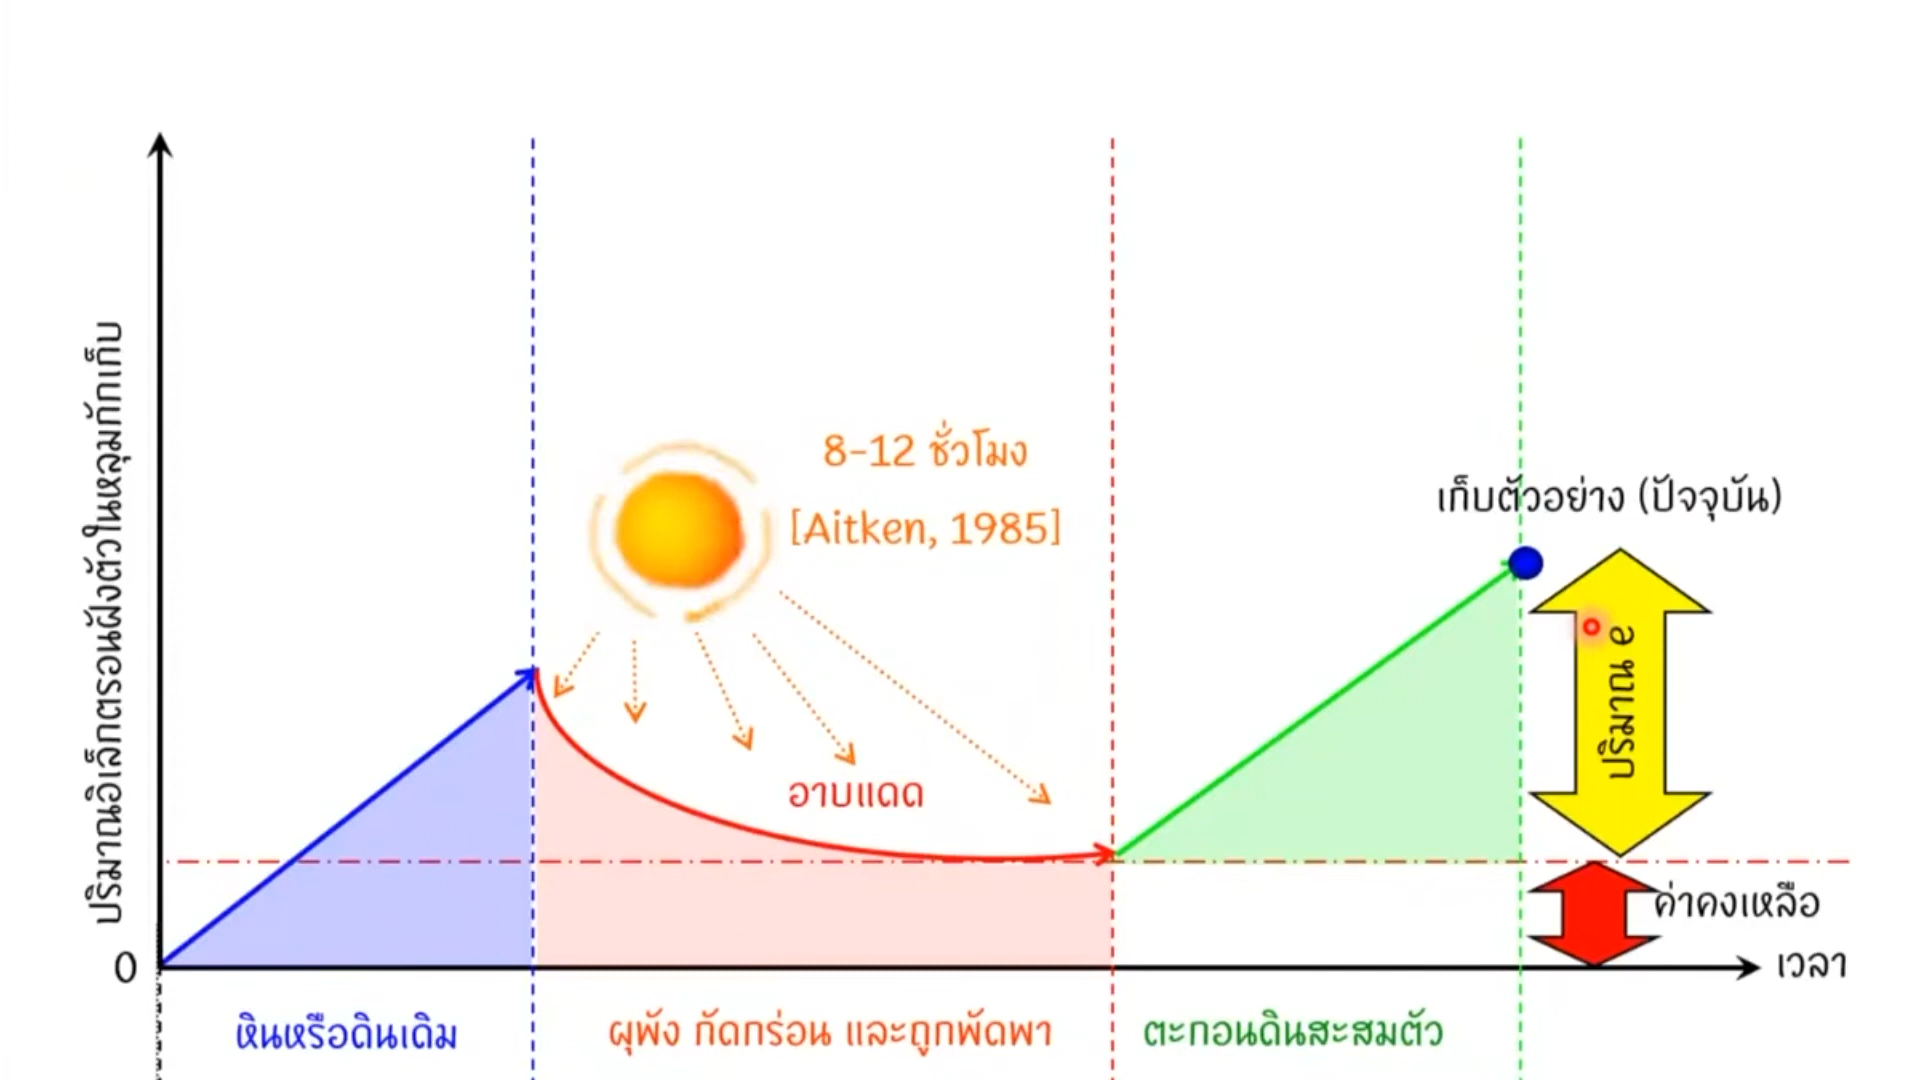 ปริมาณอิเล็กตรอนฝังตัวในหลุมกักเก็บ
8-12 ชั่วโมง
[Aitken, 1985]
เก็บตัวอย่าง (ปัจจุบัน)
ปริมาณ e
อาบแดด
ค่าคงเหลือ
0
เวลา
หินหรือดินเดิม
ผุพัง กัดกร่อน และถูกพัดพา
ตะกอนดินสะสมตัว